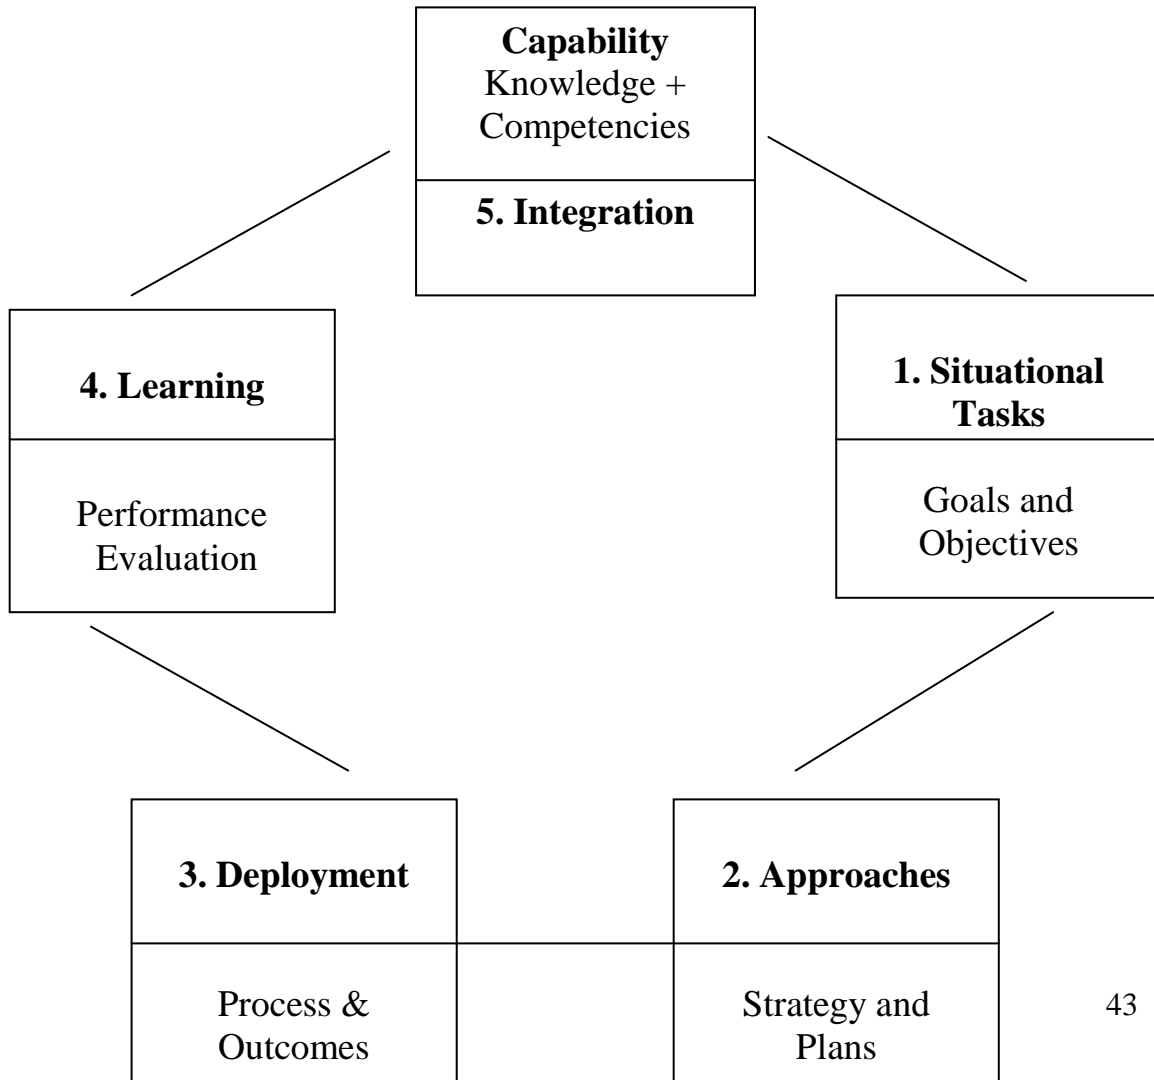 Capability
Knowledge +
Competencies
5. Integration
4. Learning
Performance
Evaluation
1. Situational
Tasks
Goals and
Objectives
3. Deployment
Process &
Outcomes
2. Approaches
Strategy and
Plans
43